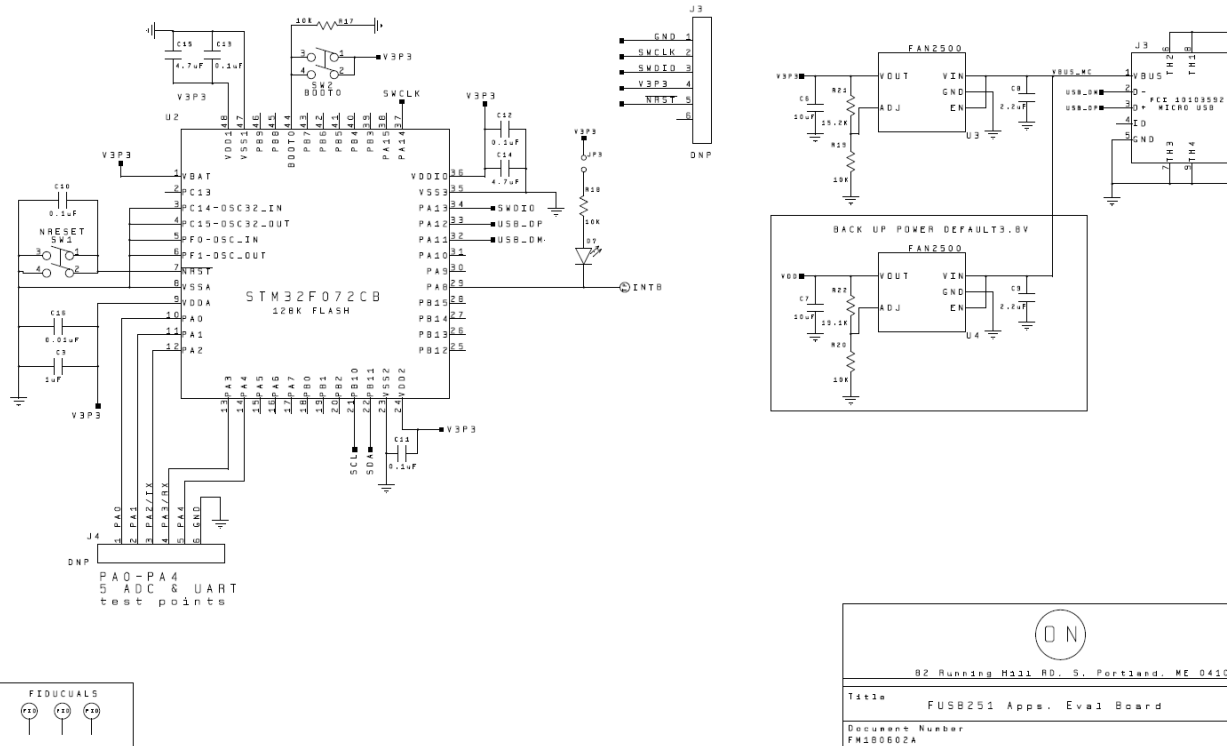 10K R17
J3
C15
4.7uF
C13
0.1uF
3 1
4 2
V3P3
SW2
BOOT0
V3P3
SWCLK
GND 1
SWCLK 2
SWDIO 3
V3P3 4
NRST 5
6
DNP
U2
48 47 46 45 44 43 42 41 40 39 38 37
VDD1 VSS1 PB9 PB8 BOOT0 PB7 PB6 PB5 PB4 PB3 PA15 PA14
V3P3
C12
0.1uF
C14
4.7uF
V3P3
JP3
R18
10K
D7
V3P3
C10
0.1uF
NRESET
SW1
3 1
4 2
1 VBAT
2 PC13
3 PC14-OSC32_IN
4 PC15-OSC32_OUT
5 PF0-OSC_IN
6 PF1-OSC_OUT
7 NRST
8 VSSA
9 VDDA
10 PA0
11 PA1
12 PA2
STM32F072CB
128K FLASH
VDDIO 36
VSS3 35
PA13 34 SWDIO
PA12 33 USB_DP
PA11 32 USB_DM
PA10 31
PA9 30
PA8 29
INTB
PB15 28
PB14 27
PB13 26
PB12 25
C16
0.01uF
C3
1uF
V3P3
PA3 PA4 PA5 PA6 PA7 PB0 PB1 PB2 PB10 PB11 VSS2 VDD2
13 14 15 16 17 18 19 20 21 22 23 24
V3P3
C11
0.1uF
SCL SDA
PA0 PA1 PA2/TX PA3/RX PA4 GND
1 2 3 4 5 6
J4
DNP
PA0-PA4
5 ADC & UART
test points
FAN2500
V3P3
VOUT VIN
GND
ADJ EN
U3
C6
10uF
R21
R19
10K
C8
2.2uF
VBUS_MC
J3
TH2 6
TH1 8
1 VBUS
USB_DM 2 D-
USB_DP 3 D+
4 ID
5 GND
FCI 10103592
MICRO USB
TH3 7
TH4 9
BACK UP POWER DEFAULT3.8V
FAN2500
VDD
VOUT VIN
GND
ADJ EN
U4
C7
10uF
R22
19.1K
R20
10K
C9
2.2uF
ON
82 Running Hill RD, S. Portland, ME 0410
Title
FUSB251 Apps. Eval Board
Document Number
FM180602A
FIDUCUALS
FID FID FID